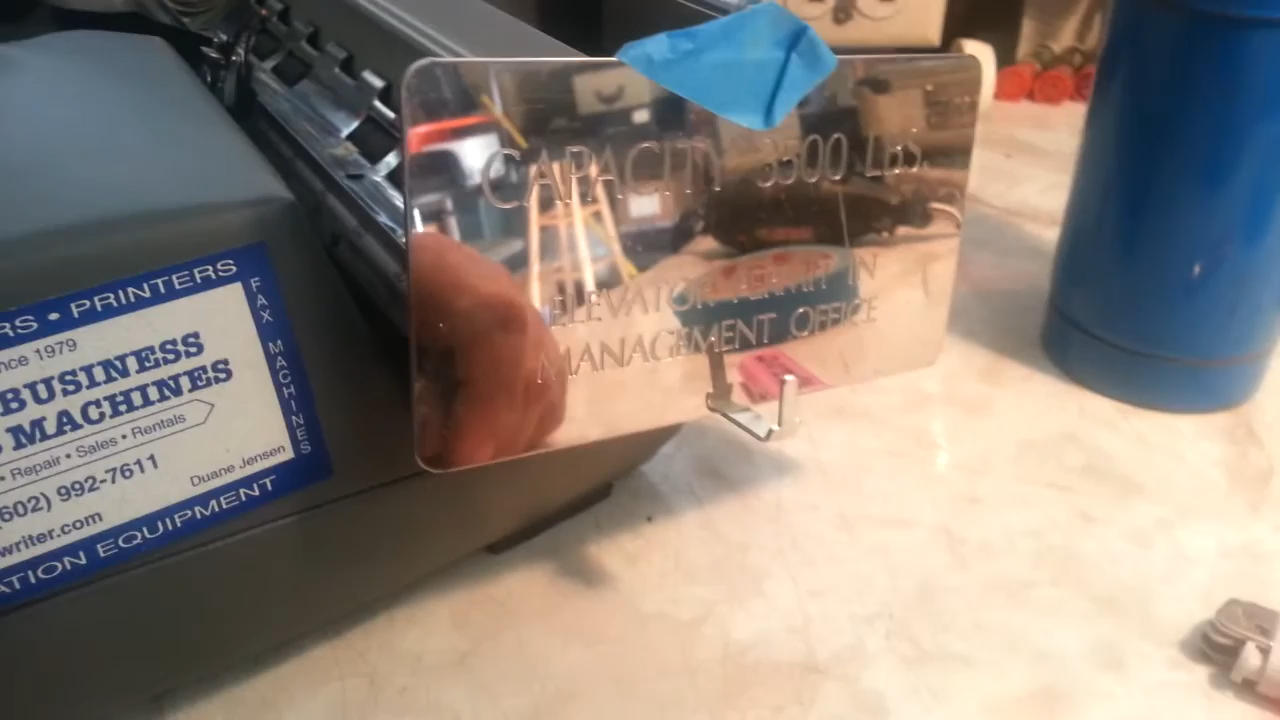 RS • PRINTERS
FAX MACHINES
nce 1979
BUSINESS
MACHINES
• Repair • Sales • Rentals
(602) 992-7611
Duane Jensen
writer.com
ATION EQUIPMENT
CAPACITY 3500 LBS.
ELEVATOR PERMIT IN
MANAGEMENT OFFICE